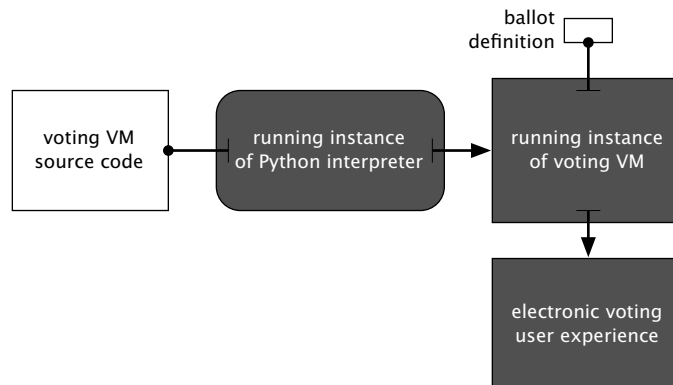 ballot
definition
voting VM
source code
running instance
of Python interpreter
running instance
of voting VM
electronic voting
user experience